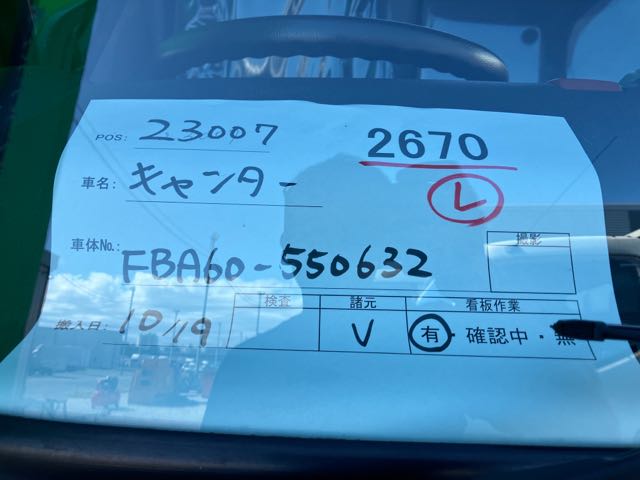 POS: 23007
2670
車名: キャンター
レ
車体No.: FBA60-550632
撮影
搬入日: 10/19
検査 諸元 看板作業
V 有・確認中・無